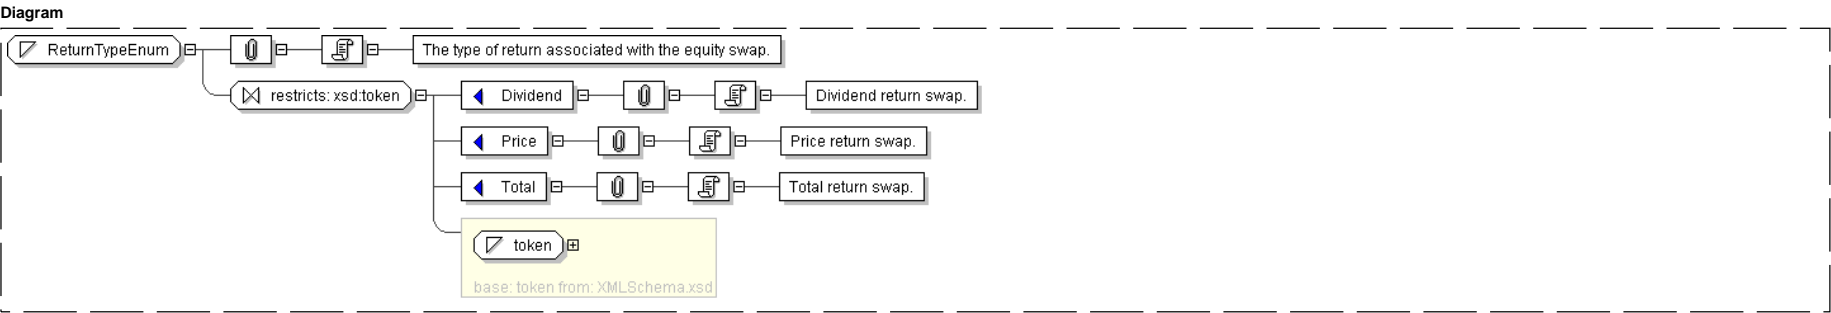 Diagram
ReturnTypeEnum The type of return associated with the equity swap.
restricts: xsd:token Dividend Dividend return swap.
Price Price return swap.
Total Total return swap.
token
base: token from: XMLSchema.xsd